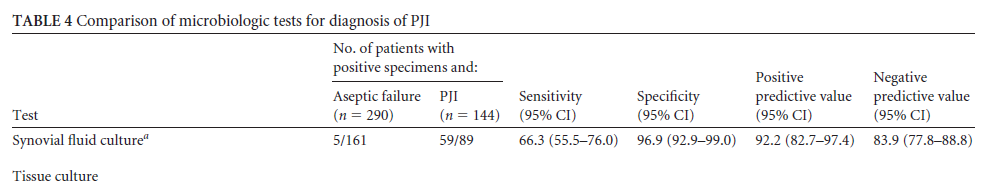 TABLE 4 Comparison of microbiologic tests for diagnosis of PJI
No. of patients with
positive specimens and:
Positive Negative
Aseptic failure PJI Sensitivity Specificity predictive value predictive value
Test (n = 290) (n = 144) (95% CI) (95% CI) (95% CI) (95% CI)
Synovial fluid cultureᵃ 5/161 59/89 66.3 (55.5–76.0) 96.9 (92.9–99.0) 92.2 (82.7–97.4) 83.9 (77.8–88.8)
Tissue culture